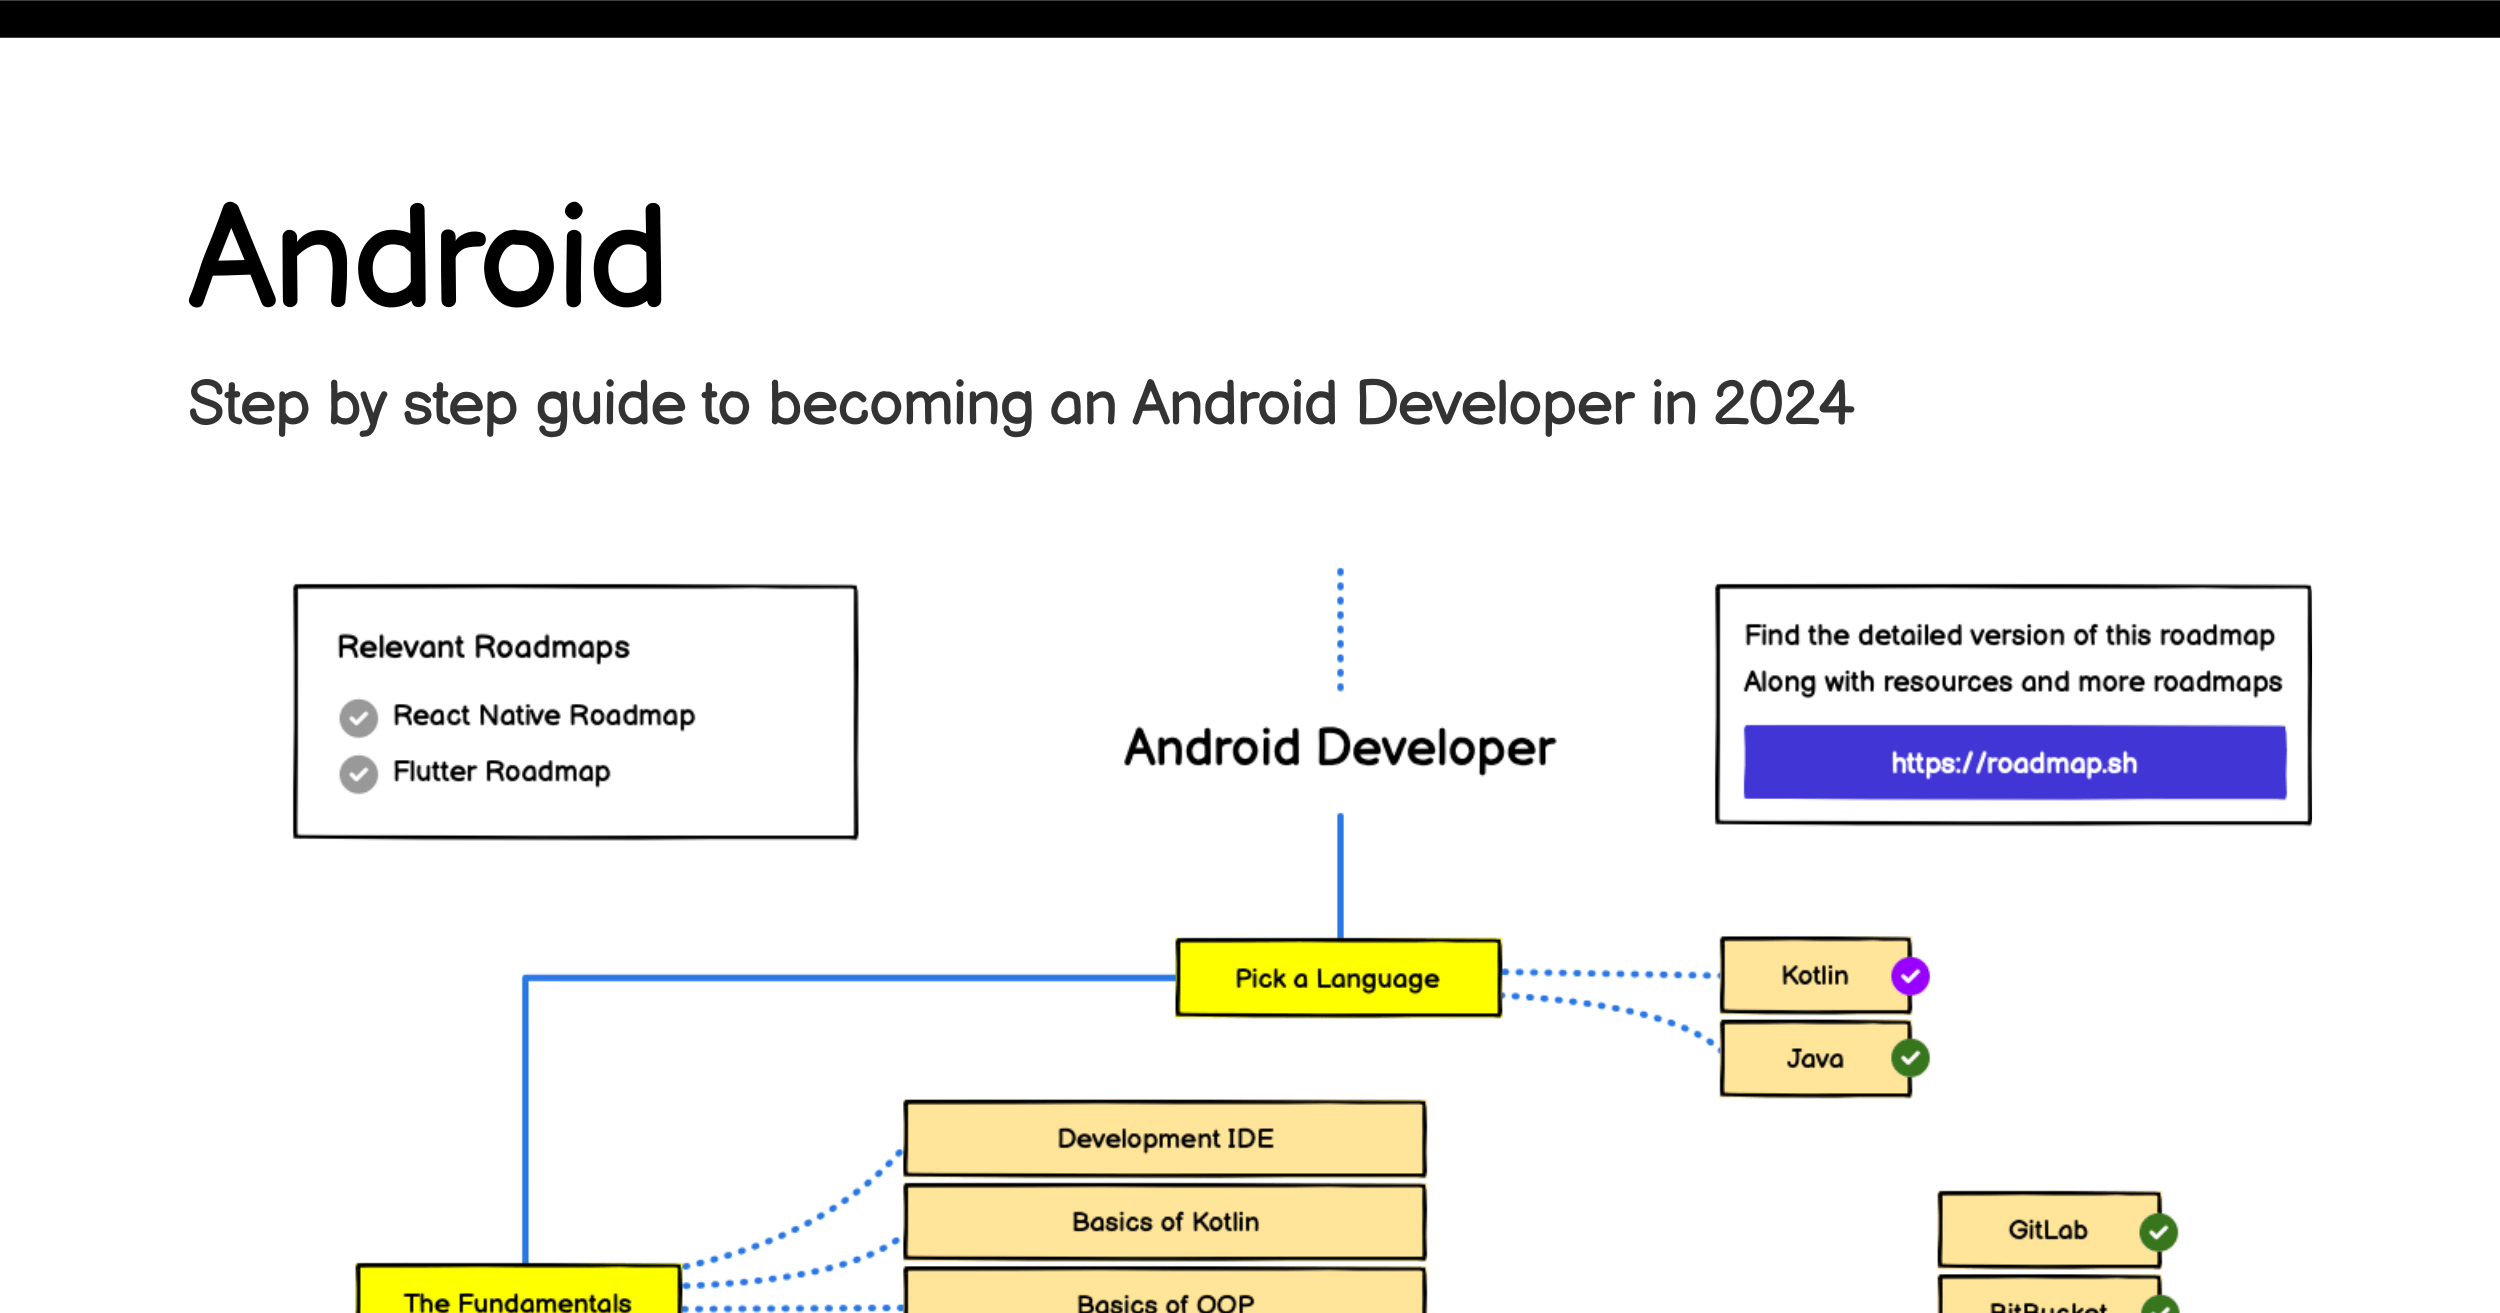 Android
Step by step guide to becoming an Android Developer in 2024
Relevant Roadmaps
React Native Roadmap
Flutter Roadmap
Android Developer
Find the detailed version of this roadmap
Along with resources and more roadmaps
https://roadmap.sh
Pick a Language
Kotlin
Java
Development IDE
Basics of Kotlin
Basics of OOP
The Fundamentals
GitLab
BitBucket